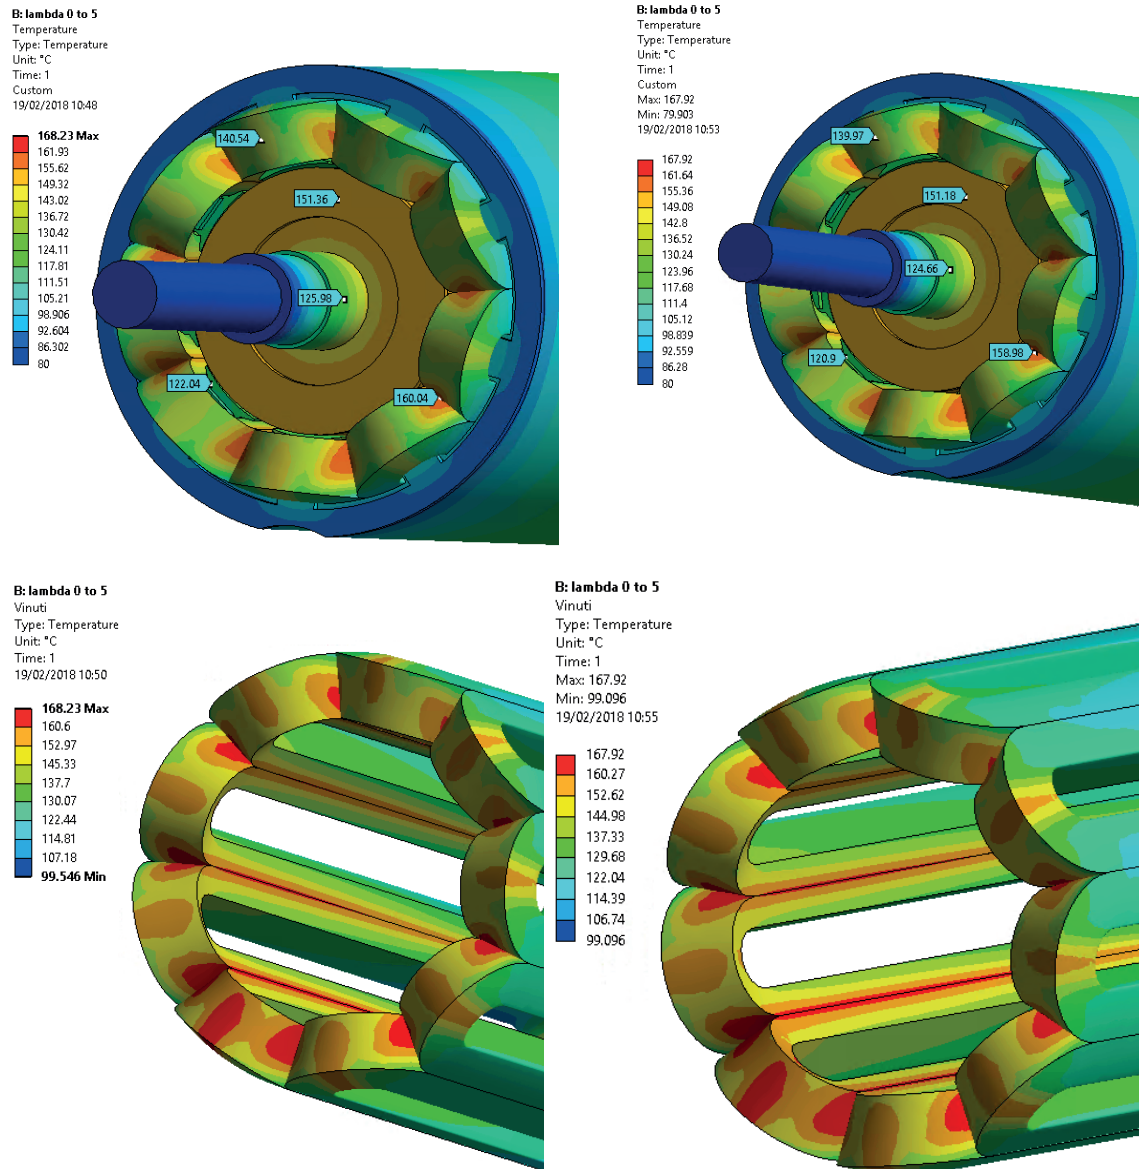 B: lambda 0 to 5
Temperature
Type: Temperature
Unit: °C
Time: 1
Custom
19/02/2018 10:48
168.23 Max
161.93
155.62
149.32
143.02
136.72
130.42
124.11
117.81
111.51
105.21
98.906
92.604
86.302
80
140.54
151.36
125.98
122.04
160.04
B: lambda 0 to 5
Temperature
Type: Temperature
Unit: °C
Time: 1
Custom
Max: 167.92
Min: 79.903
19/02/2018 10:53
167.92
161.64
155.36
149.08
142.8
136.52
130.24
123.96
117.68
111.4
105.12
98.839
92.559
86.28
80
139.97
151.18
124.66
120.9
158.98
B: lambda 0 to 5
Vinuti
Type: Temperature
Unit: °C
Time: 1
19/02/2018 10:50
168.23 Max
160.6
152.97
145.33
137.7
130.07
122.44
114.81
107.18
99.546 Min
B: lambda 0 to 5
Vinuti
Type: Temperature
Unit: °C
Time: 1
Max: 167.92
Min: 99.096
19/02/2018 10:55
167.92
160.27
152.62
144.98
137.33
129.68
122.04
114.39
106.74
99.096